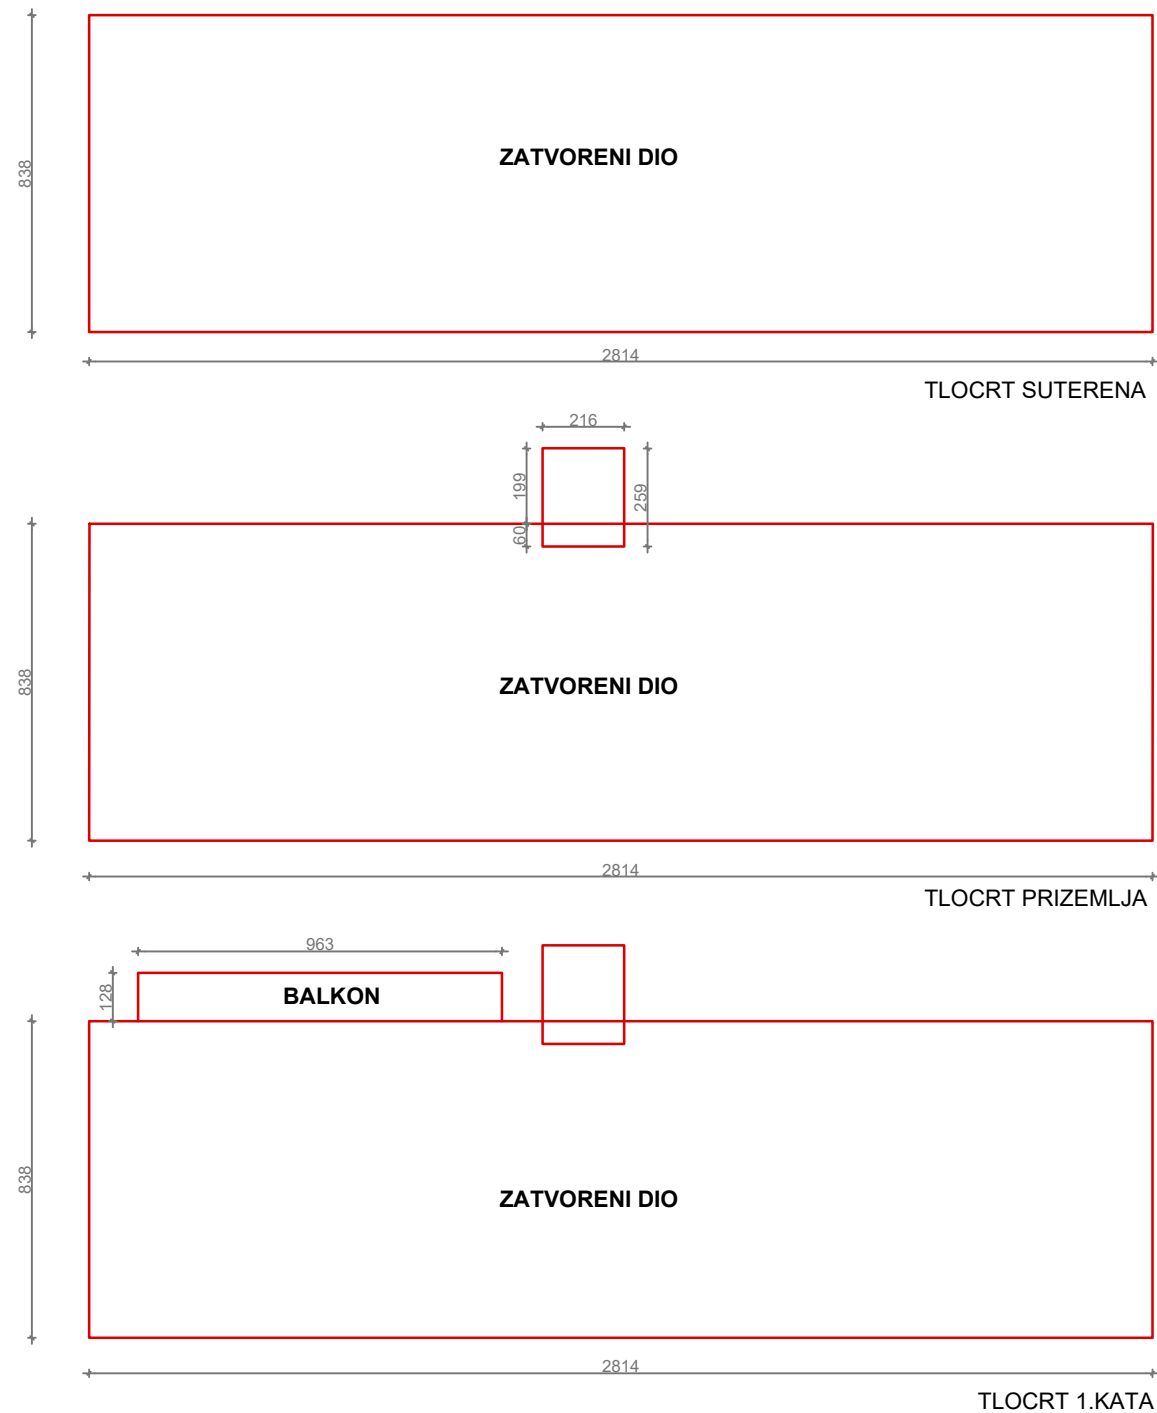 838
ZATVORENI DIO
2814
TLOCRT SUTERENA
216
199
259
60
838
ZATVORENI DIO
2814
TLOCRT PRIZEMLJA
963
128
BALKON
838
ZATVORENI DIO
2814
TLOCRT 1.KATA